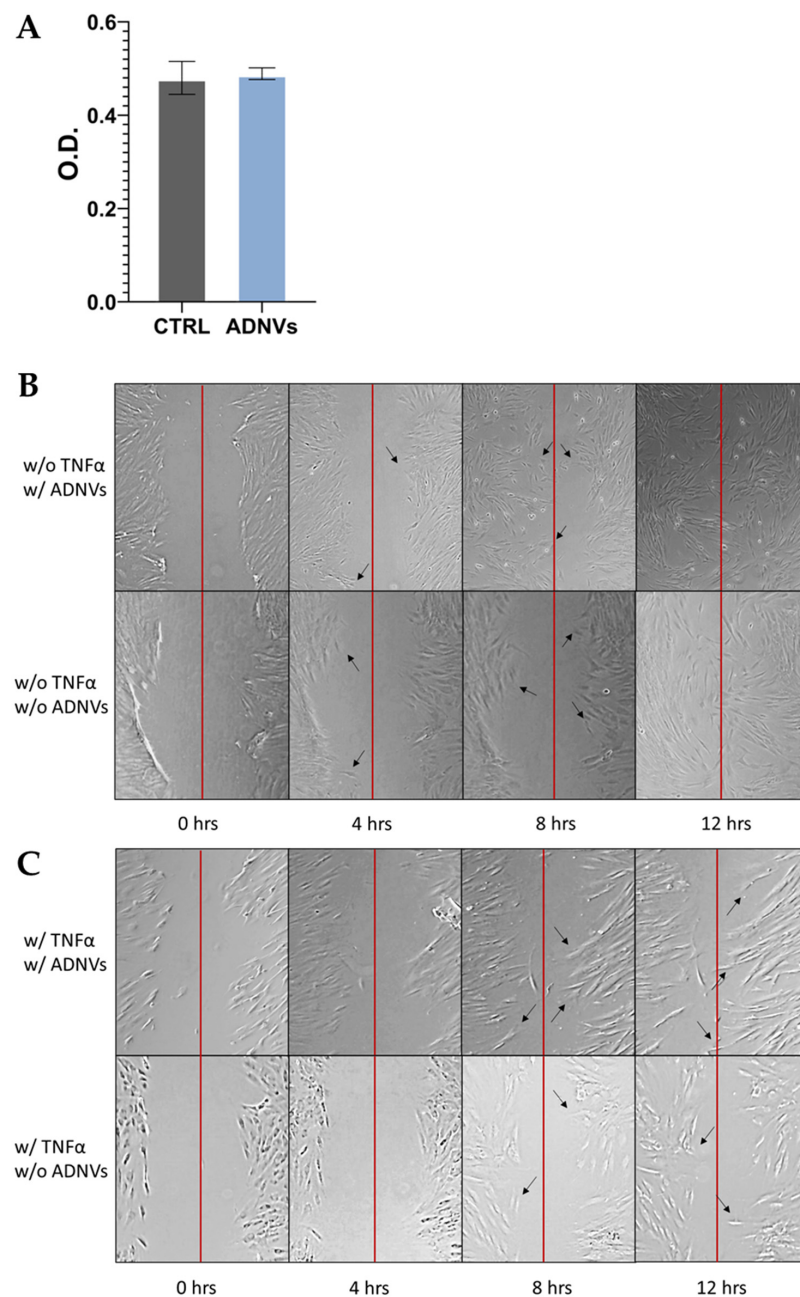 A
0.6
0.4
0.2
0.0
O.D.
CTRL ADNVs
B
w/o TNFα
w/ ADNVs
w/o TNFα
w/o ADNVs
0 hrs 4 hrs 8 hrs 12 hrs
C
w/ TNFα
w/ ADNVs
w/ TNFα
w/o ADNVs
0 hrs 4 hrs 8 hrs 12 hrs